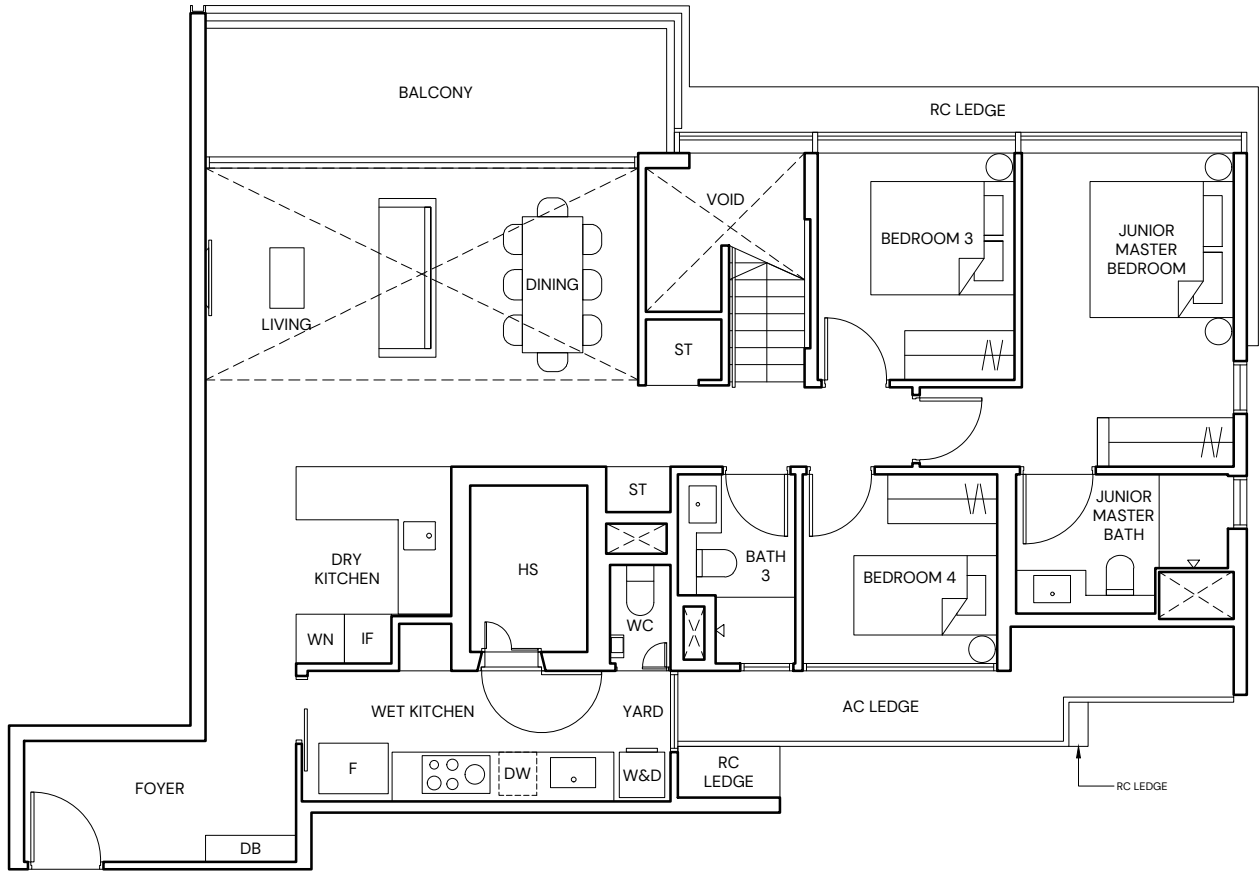 BALCONY
RC LEDGE
VOID
BEDROOM 3
JUNIOR
MASTER
BEDROOM
DINING
LIVING
ST
ST
JUNIOR
MASTER
BATH
DRY
KITCHEN
HS
BATH
3
BEDROOM 4
WC
WN
IF
WET KITCHEN
YARD
AC LEDGE
F
DW
W&D
RC
LEDGE
FOYER
RC LEDGE
DB